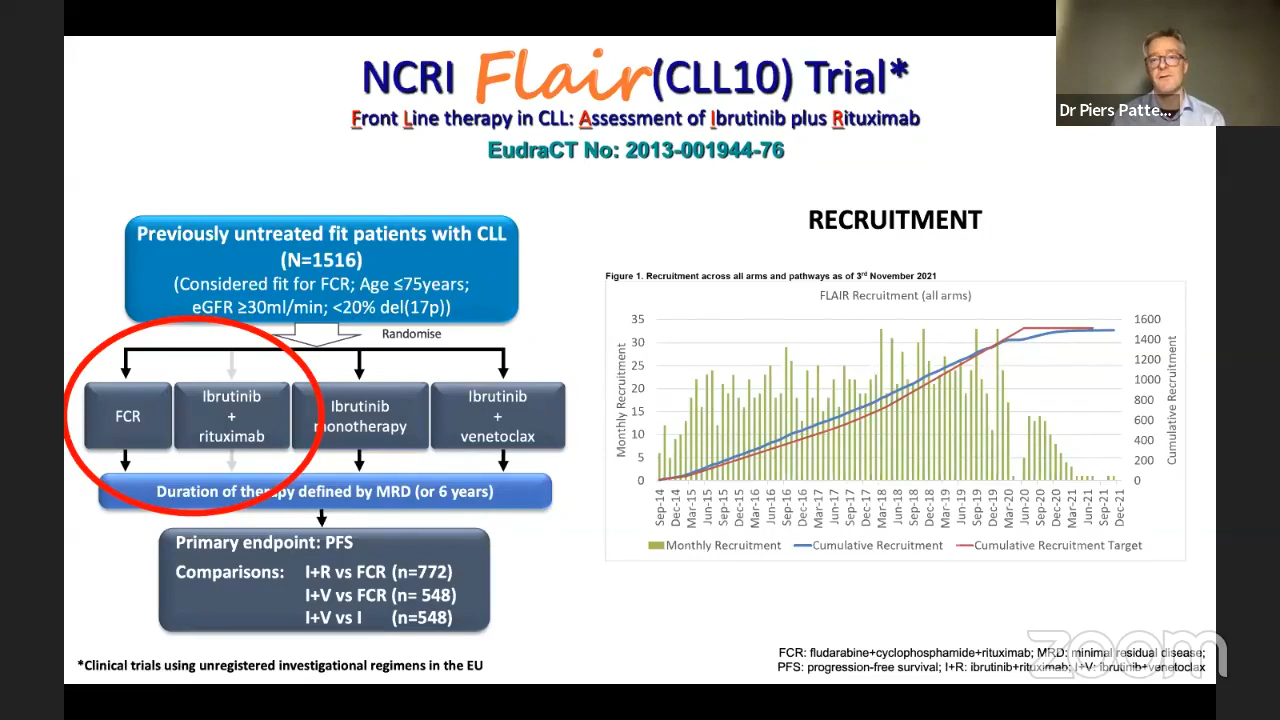 NCRI Flair (CLL10) Trial*
Front Line therapy in CLL: Assessment of Ibrutinib plus Rituximab
EudraCT No: 2013-001944-76
Dr Piers Patte...
Previously untreated fit patients with CLL
(N=1516)
(Considered fit for FCR; Age ≤75years;
eGFR ≥30ml/min; <20% del(17p))
Randomise
FCR
Ibrutinib
+
rituximab
Ibrutinib
monotherapy
Ibrutinib
+
venetoclax
Duration of therapy defined by MRD (or 6 years)
Primary endpoint: PFS
Comparisons: I+R vs FCR (n=772)
I+V vs FCR (n= 548)
I+V vs I (n=548)
*Clinical trials using unregistered investigational regimens in the EU
RECRUITMENT
Figure 1. Recruitment across all arms and pathways as of 3rd November 2021
FLAIR Recruitment (all arms)
Monthly Recruitment
35
30
25
20
15
10
5
0
1600
1400
1200
1000
800
600
400
200
0
Cumulative Recruitment
Sep-14
Dec-14
Mar-15
Jun-15
Sep-15
Dec-15
Mar-16
Jun-16
Sep-16
Dec-16
Mar-17
Jun-17
Sep-17
Dec-17
Mar-18
Jun-18
Sep-18
Dec-18
Mar-19
Jun-19
Sep-19
Dec-19
Mar-20
Jun-20
Sep-20
Dec-20
Mar-21
Jun-21
Sep-21
Dec-21
Monthly Recruitment Cumulative Recruitment Cumulative Recruitment Target
FCR: fludarabine+cyclophosphamide+rituximab; MRD: minimal residual disease;
PFS: progression-free survival; I+R: ibrutinib+rituximab; I+V: ibrutinib+venetoclax
zoom